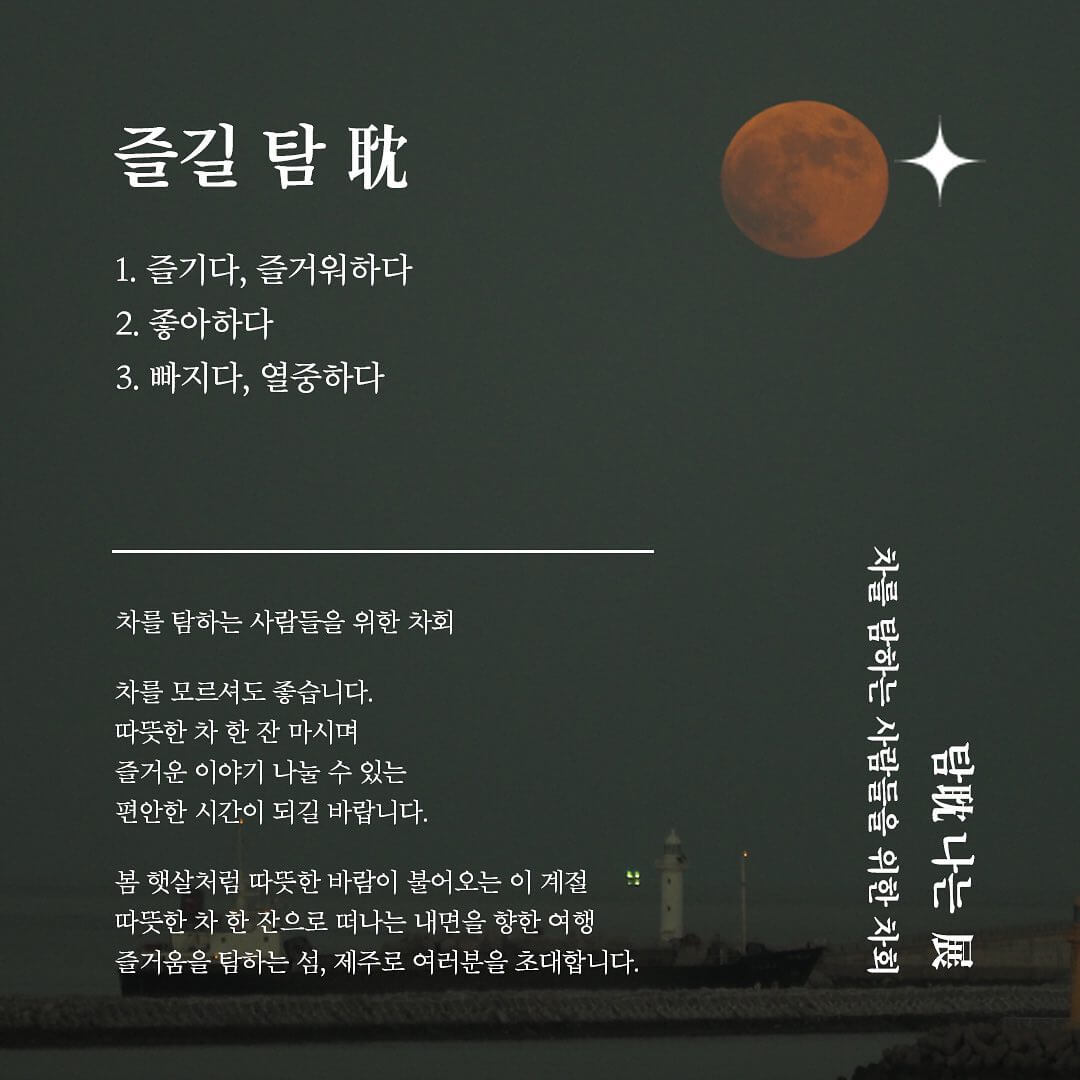 즐길 탐 耽
1. 즐기다, 즐거워하다
2. 좋아하다
3. 빠지다, 열중하다
차를 탐하는 사람들을 위한 차회
차를 모르셔도 좋습니다.
따뜻한 차 한 잔 마시며
즐거운 이야기 나눌 수 있는
편안한 시간이 되길 바랍니다.
봄 햇살처럼 따뜻한 바람이 불어오는 이 계절
따뜻한 차 한 잔으로 떠나는 내면을 향한 여행
즐거움을 탐하는 섬, 제주로 여러분을 초대합니다.
탐耽나는 展
차를 탐하는 사람들을 위한 차회